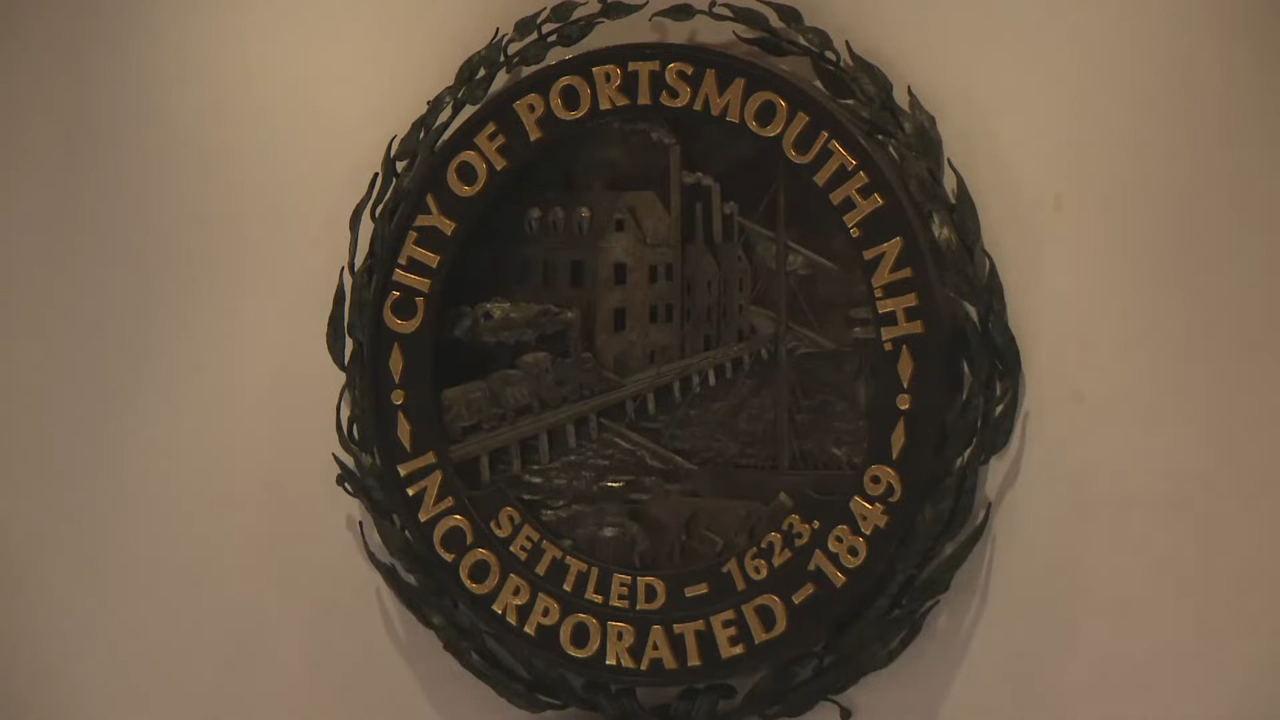 CITY OF PORTSMOUTH. N.H.
SETTLED – 1623.
INCORPORATED – 1849